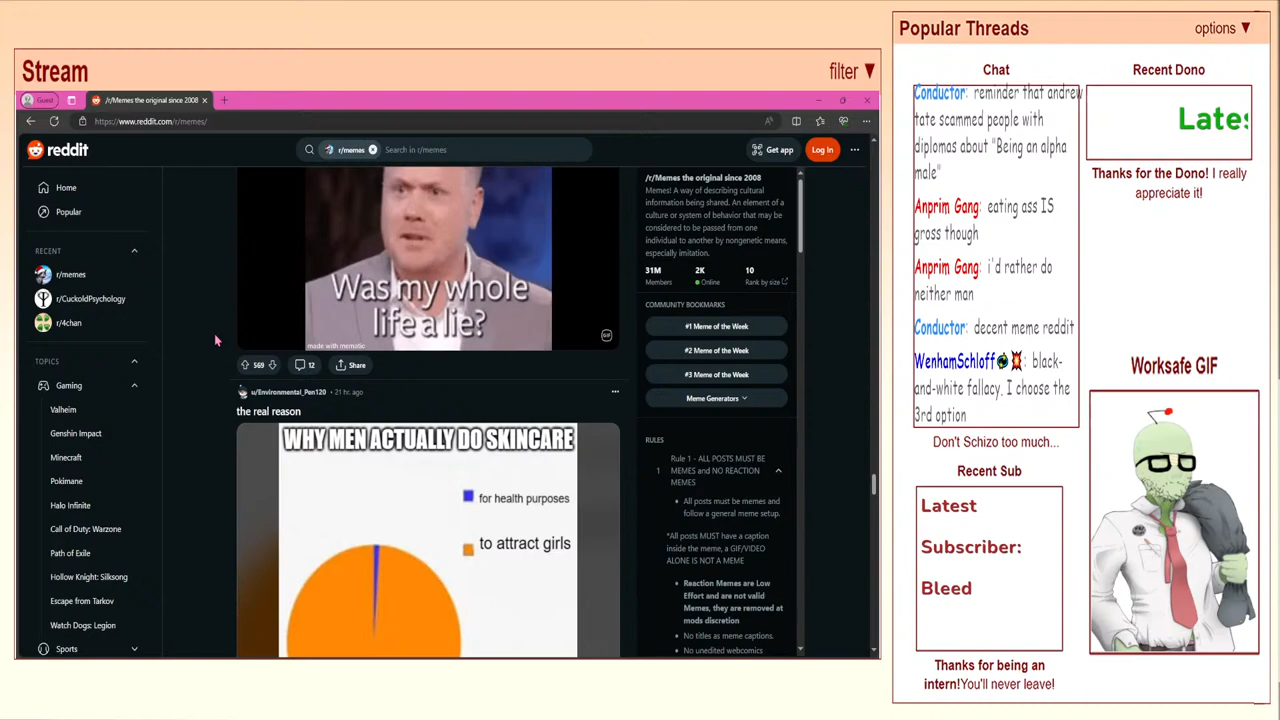 Stream
filter ▼
Guest
/r/Memes the original since 2008
https://www.reddit.com/r/memes/
reddit
r/memes
Search in r/memes
Get app
Log In
Home
Popular
RECENT
r/memes
r/CuckoldPsychology
r/4chan
TOPICS
Gaming
Valheim
Genshin Impact
Minecraft
Pokimane
Halo Infinite
Call of Duty: Warzone
Path of Exile
Hollow Knight: Silksong
Escape from Tarkov
Watch Dogs: Legion
Sports
Was my whole
life a lie?
made with mematic
GIF
569
12
Share
u/Environmental_Pen120 • 21 hr. ago
the real reason
WHY MEN ACTUALLY DO SKINCARE
for health purposes
to attract girls
/r/Memes the original since 2008
Memes! A way of describing cultural
information being shared. An element of a
culture or system of behavior that may be
considered to be passed from one
individual to another by nongenetic means,
especially imitation.
31M
2K
10
Members
Online
Rank by size
COMMUNITY BOOKMARKS
#1 Meme of the Week
#2 Meme of the Week
#3 Meme of the Week
Meme Generators
RULES
1
Rule 1 - ALL POSTS MUST BE
MEMES and NO REACTION
MEMES
All posts must be memes and
follow a general meme setup.
*All posts MUST have a caption
inside the meme, a GIF/VIDEO
ALONE IS NOT A MEME
Reaction Memes are Low
Effort and are not valid
Memes, they are removed at
mods discretion
No titles as meme captions.
No unedited webcomics
Popular Threads
options ▼
Chat
Conductor: reminder that andrew
tate scammed people with
diplomas about "Being an alpha
male"
Anprim Gang: eating ass IS
gross though
Anprim Gang: i'd rather do
neither man
Conductor: decent meme reddit
WenhamSchloff: black-
and-white fallacy. I choose the
3rd option
Don't Schizo too much...
Recent Sub
Latest
Subscriber:
Bleed
Thanks for being an
intern!You'll never leave!
Recent Dono
Lates
Thanks for the Dono! I really
appreciate it!
Worksafe GIF